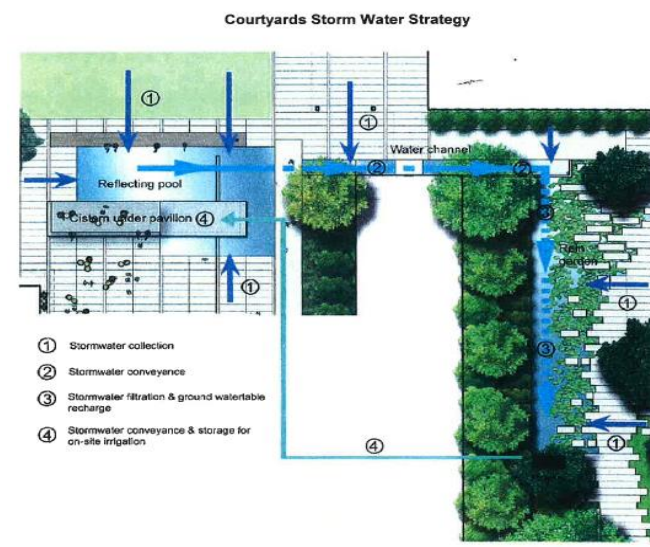 Courtyards Storm Water Strategy
1
1
Water channel
2
2
Reflecting pool
3
Cistern under pavilion 4
Rain
garden
1
1
3
1 Stormwater collection
2 Stormwater conveyance
3 Stormwater filtration & ground watertable
recharge
4 Stormwater conveyance & storage for
on-site irrigation
4
1